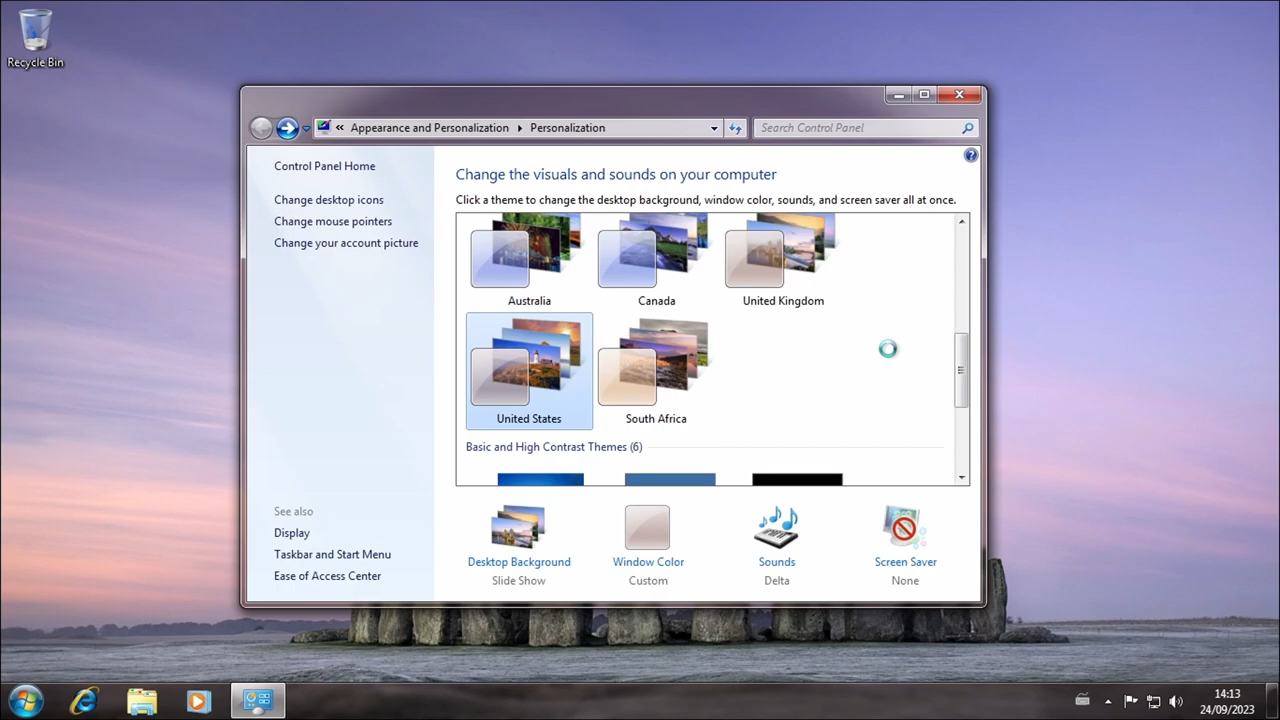 Recycle Bin
Appearance and Personalization
Personalization
Search Control Panel
Control Panel Home
Change desktop icons
Change mouse pointers
Change your account picture
Change the visuals and sounds on your computer
Click a theme to change the desktop background, window color, sounds, and screen saver all at once.
Australia
Canada
United Kingdom
United States
South Africa
Basic and High Contrast Themes (6)
See also
Display
Taskbar and Start Menu
Ease of Access Center
Desktop Background
Slide Show
Window Color
Custom
Sounds
Delta
Screen Saver
None
14:13
24/09/2023